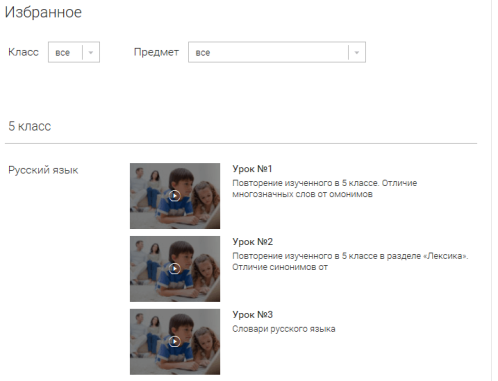 Избранное
Класс все Предмет все
5 класс
Русский язык
Урок №1
Повторение изученного в 5 классе. Отличие
многозначных слов от омонимов
Урок №2
Повторение изученного в 5 классе в разделе «Лексика».
Отличие синонимов от
Урок №3
Словари русского языка